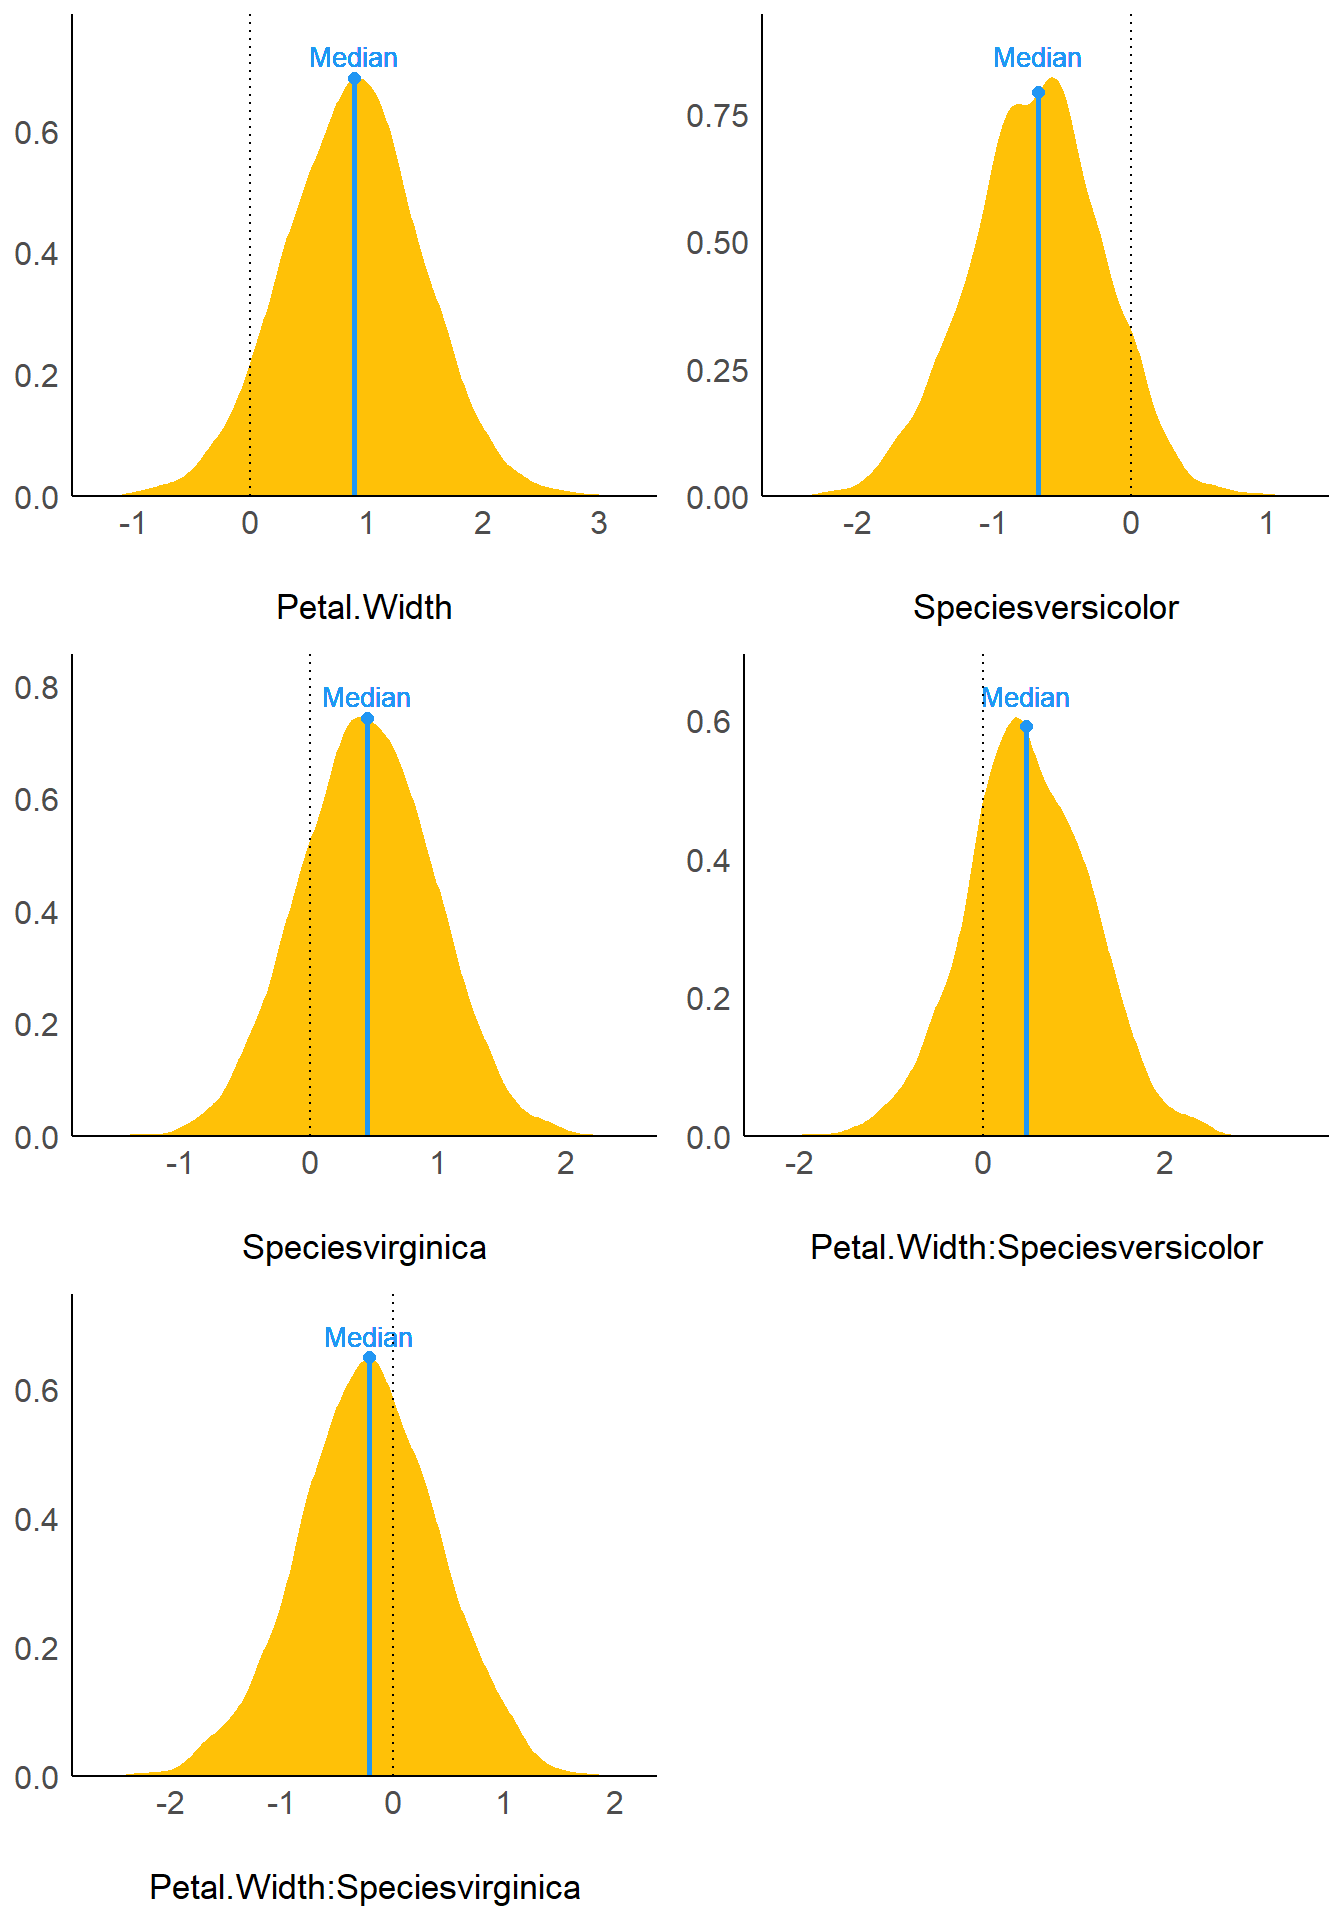 Median
0.6
0.4
0.2
0.0
-1 0 1 2 3
Petal.Width
Median
0.75
0.50
0.25
0.00
-2 -1 0 1
Speciesversicolor
Median
0.8
0.6
0.4
0.2
0.0
-1 0 1 2
Speciesvirginica
Median
0.6
0.4
0.2
0.0
-2 0 2
Petal.Width:Speciesversicolor
Median
0.6
0.4
0.2
0.0
-2 -1 0 1 2
Petal.Width:Speciesvirginica